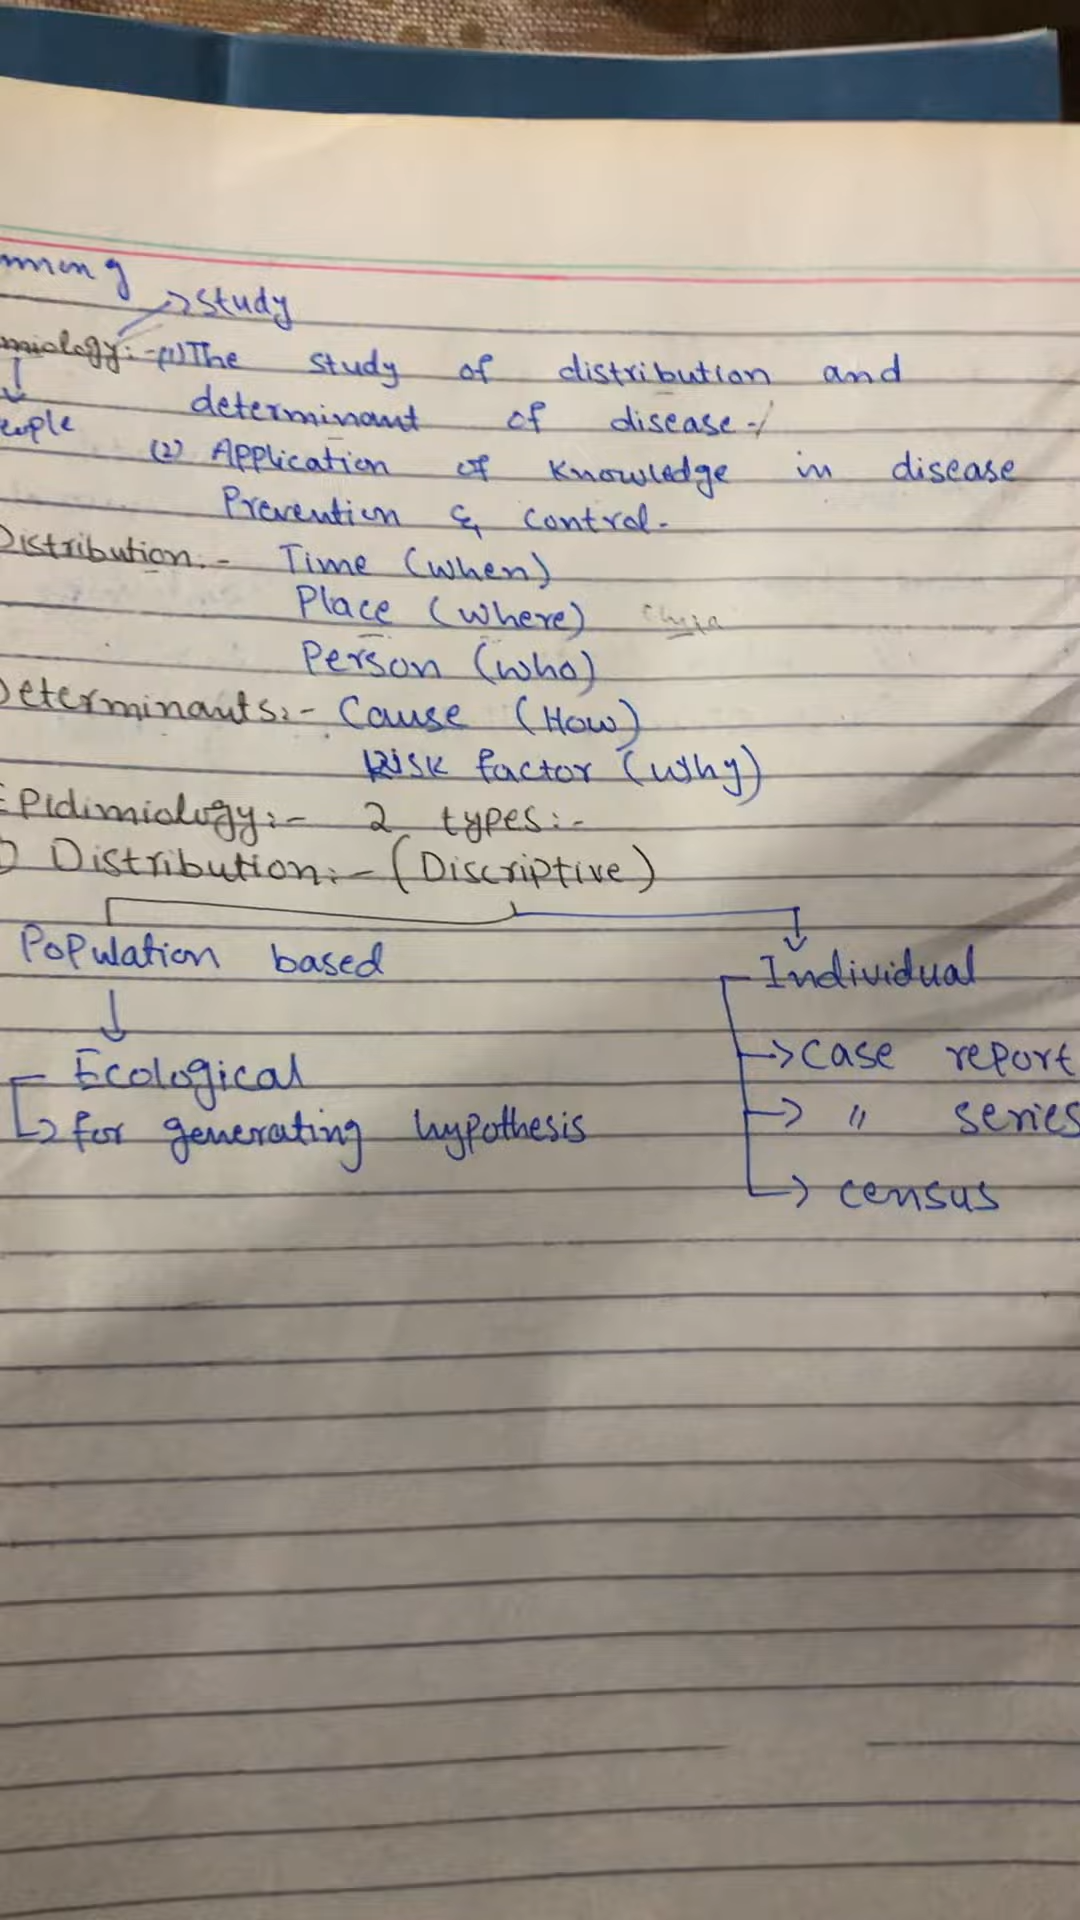 → Study
miology:- (1) The study of distribution and
determinant of disease -/
(2) Application of Knowledge in disease
Prevention & control.
Distribution:- Time (when)
Place (where)
Person (who)
Determinants:- Cause (How)
Risk factor (why)
Epidimiology:- 2 types:-
Distribution:- (Discriptive)
Population based
Individual
Ecological
→ case report
→ for generating hypothesis
→ " series
→ census